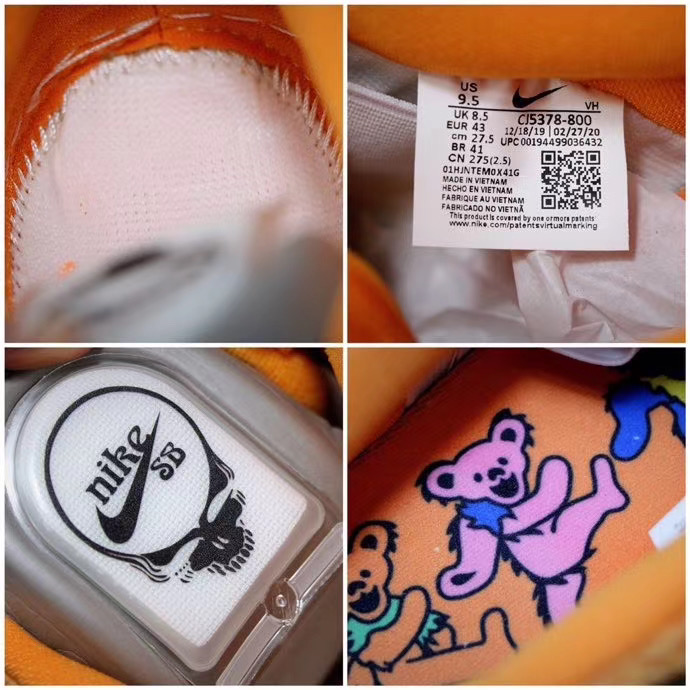 US
9.5
VH
UK 8.5
CJ5378-800
EUR 43
12/18/19 | 02/27/20
cm 27.5
UPC 00194499036432
BR 41
CN 275(2.5)
01HJNTEM0X41G
MADE IN VIETNAM
HECHO EN VIETNAM
FABRIQUE AU VIETNAM
FABRICADO NO VIETNÃ
This product is covered by one or more patents
www.nike.com/patentsvirtualmarking
nike
SB